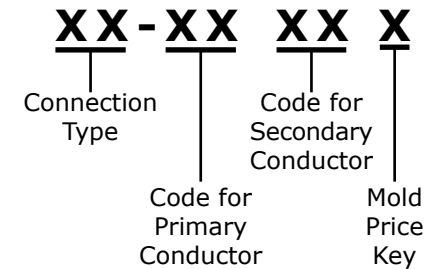 XX-XX XX X
Connection
Type
Code for
Secondary
Conductor
Code for
Primary
Conductor
Mold
Price
Key